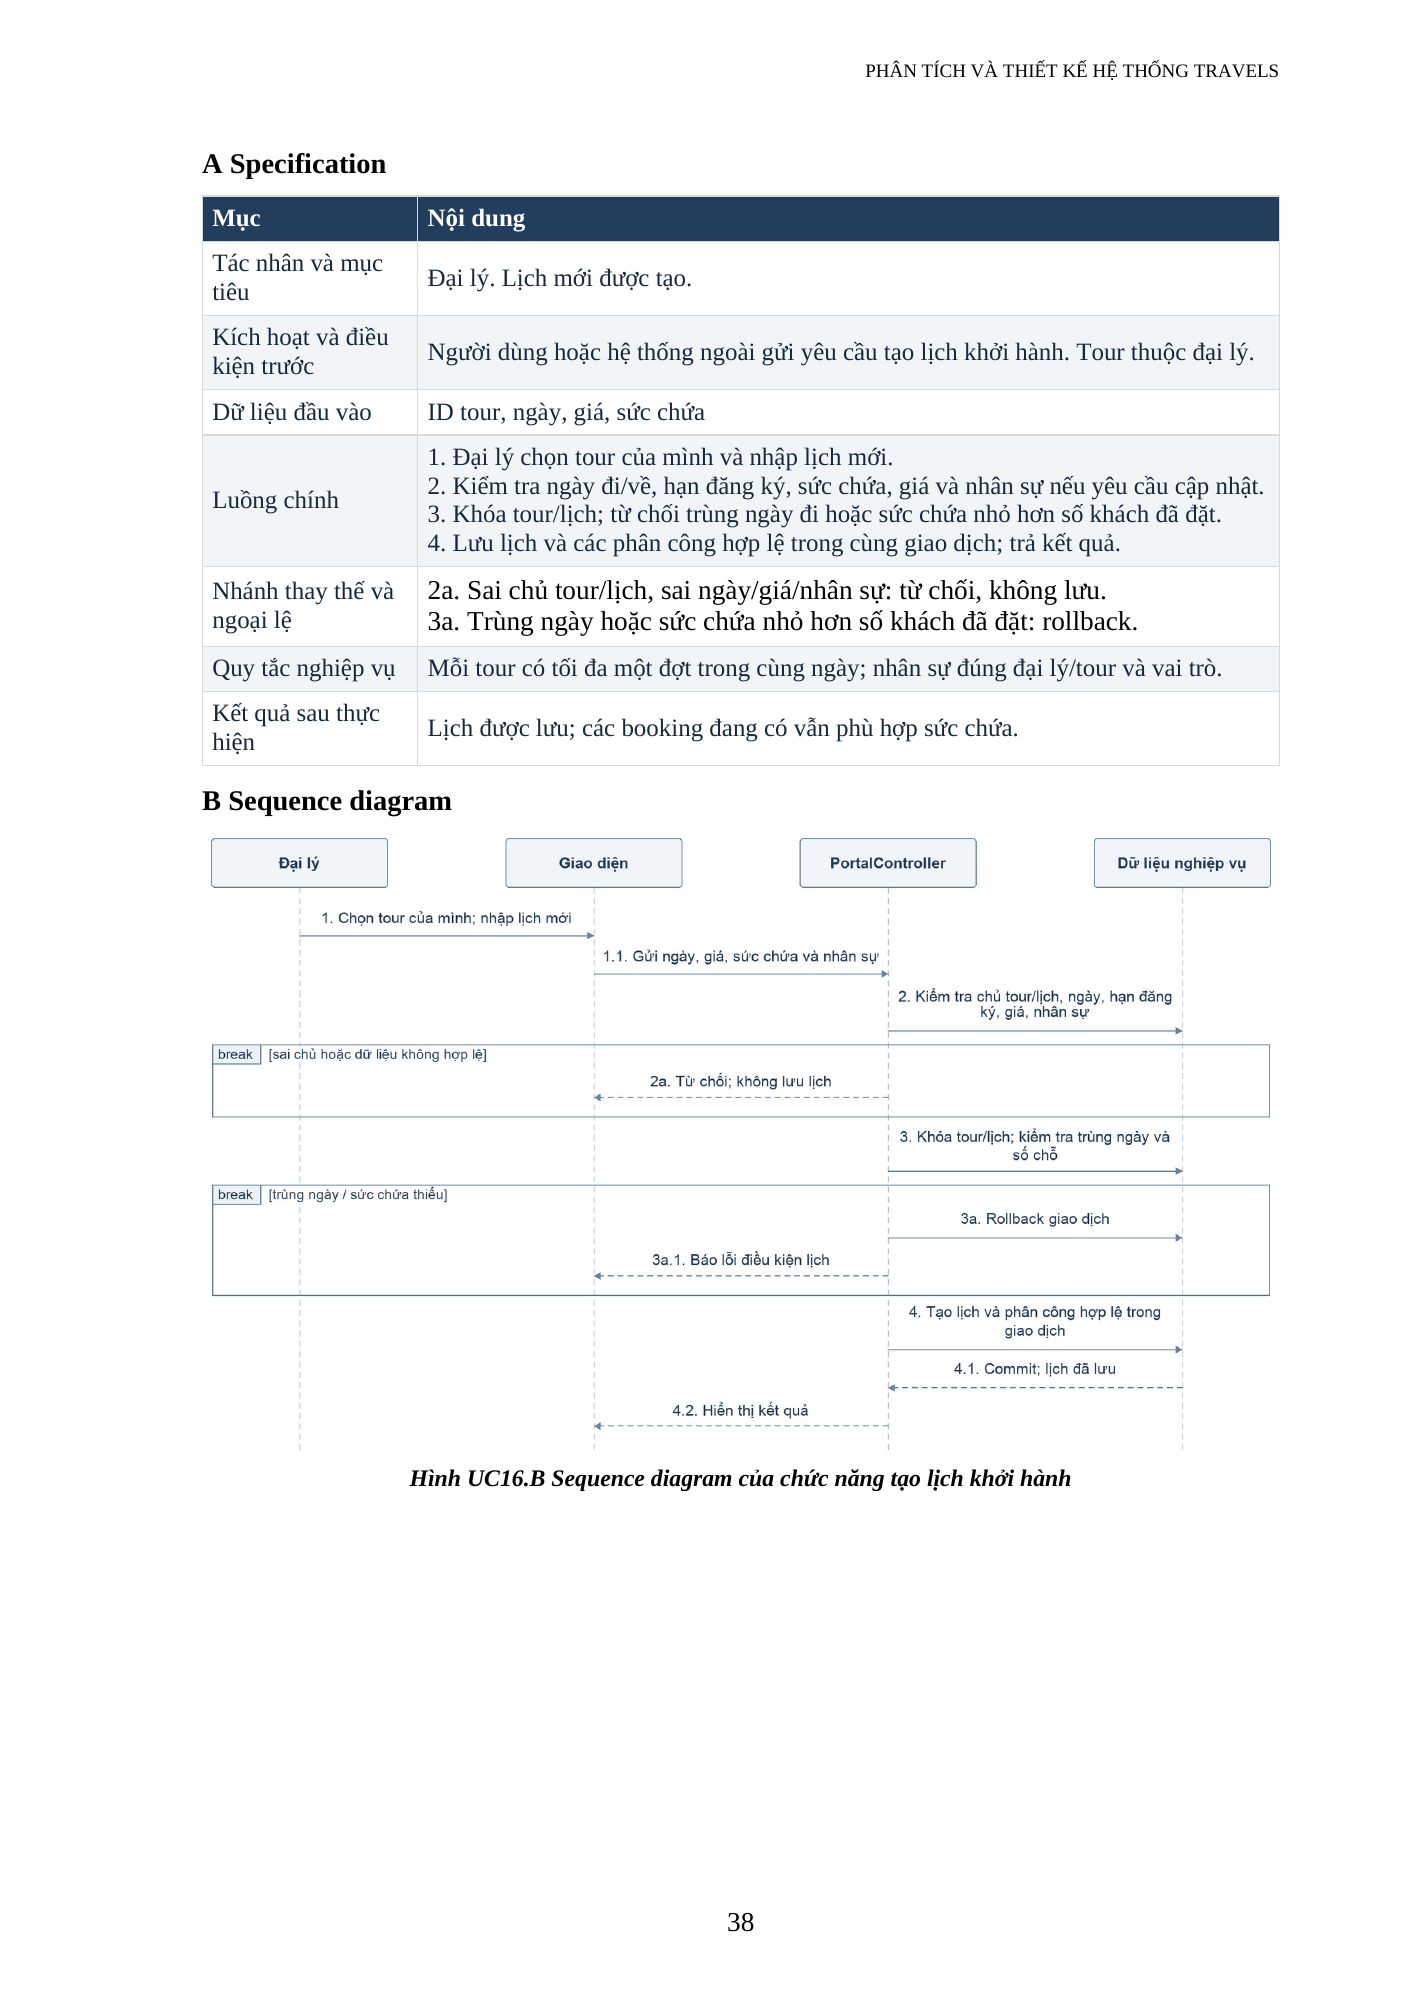 PHÂN TÍCH VÀ THIẾT KẾ HỆ THỐNG TRAVELS
A Specification
Mục
Nội dung
Tác nhân và mục
tiêu
Đại lý. Lịch mới được tạo.
Kích hoạt và điều
kiện trước
Người dùng hoặc hệ thống ngoài gửi yêu cầu tạo lịch khởi hành. Tour thuộc đại lý.
Dữ liệu đầu vào
ID tour, ngày, giá, sức chứa
Luồng chính
1. Đại lý chọn tour của mình và nhập lịch mới.
2. Kiểm tra ngày đi/về, hạn đăng ký, sức chứa, giá và nhân sự nếu yêu cầu cập nhật.
3. Khóa tour/lịch; từ chối trùng ngày đi hoặc sức chứa nhỏ hơn số khách đã đặt.
4. Lưu lịch và các phân công hợp lệ trong cùng giao dịch; trả kết quả.
Nhánh thay thế và
ngoại lệ
2a. Sai chủ tour/lịch, sai ngày/giá/nhân sự: từ chối, không lưu.
3a. Trùng ngày hoặc sức chứa nhỏ hơn số khách đã đặt: rollback.
Quy tắc nghiệp vụ
Mỗi tour có tối đa một đợt trong cùng ngày; nhân sự đúng đại lý/tour và vai trò.
Kết quả sau thực
hiện
Lịch được lưu; các booking đang có vẫn phù hợp sức chứa.
B Sequence diagram
Đại lý
Giao diện
PortalController
Dữ liệu nghiệp vụ
1. Chọn tour của mình; nhập lịch mới
1.1. Gửi ngày, giá, sức chứa và nhân sự
2. Kiểm tra chủ tour/lịch, ngày, hạn đăng
ký, giá, nhân sự
break [sai chủ hoặc dữ liệu không hợp lệ]
2a. Từ chối; không lưu lịch
3. Khóa tour/lịch; kiểm tra trùng ngày và
số chỗ
break [trùng ngày / sức chứa thiếu]
3a. Rollback giao dịch
3a.1. Báo lỗi điều kiện lịch
4. Tạo lịch và phân công hợp lệ trong
giao dịch
4.1. Commit; lịch đã lưu
4.2. Hiển thị kết quả
Hình UC16.B Sequence diagram của chức năng tạo lịch khởi hành
38